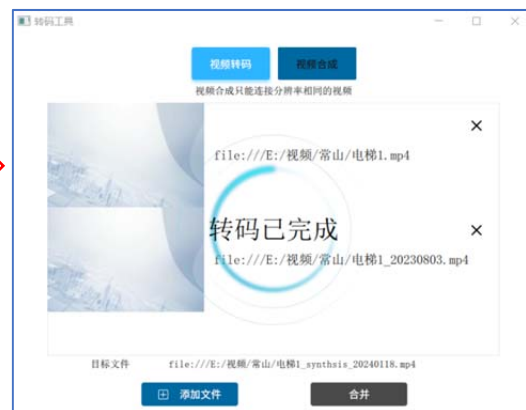 转码工具
视频转码 视频合成
视频合成只能连接分辨率相同的视频
file:///E:/视频/常山/电梯1.mp4
转码已完成
file:///E:/视频/常山/电梯1_20230803.mp4
目标文件 file:///E:/视频/常山/电梯1_synthsis_20240118.mp4
添加文件 合并